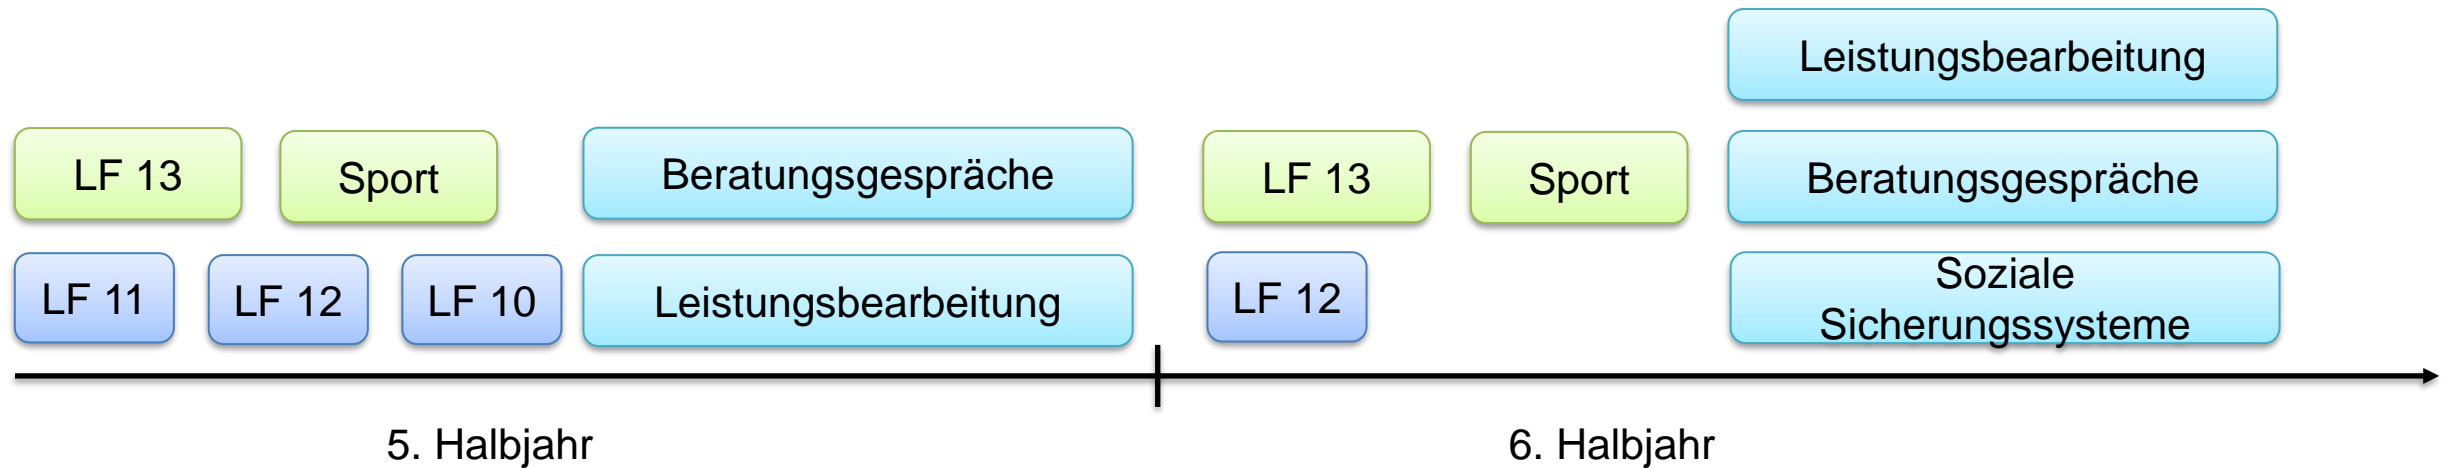 Leistungsbearbeitung
LF 13
Sport
Beratungsgespräche
LF 13
Sport
Beratungsgespräche
LF 11
LF 12
LF 10
Leistungsbearbeitung
LF 12
Soziale
Sicherungssysteme
5. Halbjahr
6. Halbjahr